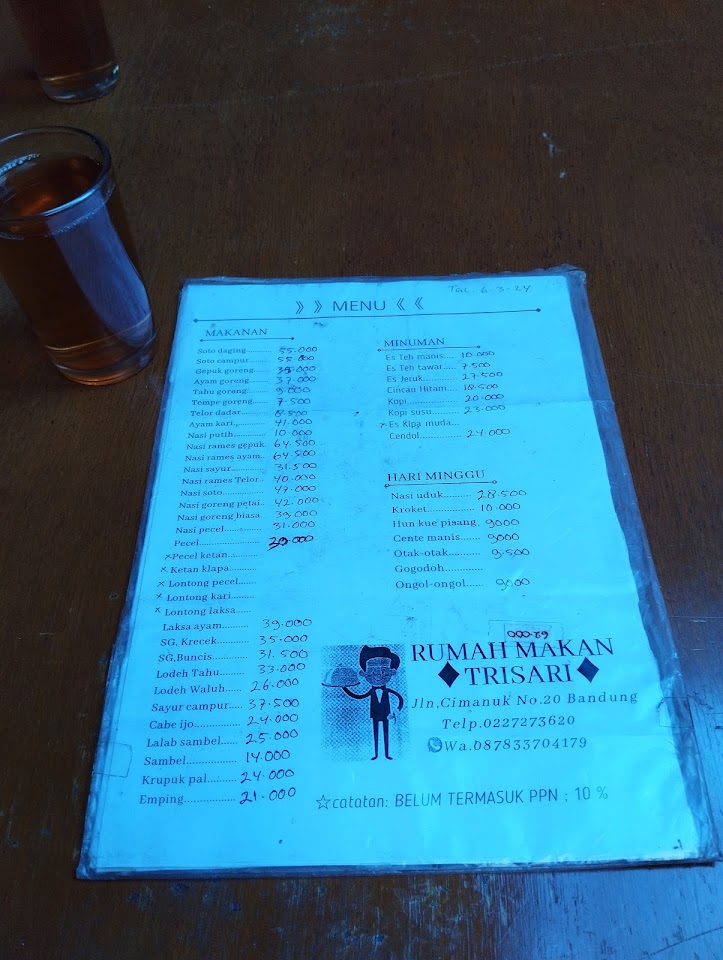 Tgl 6-3-24
》 》 MENU 《 《
MAKANAN
Soto daging.......... 55.000
Soto campur........ 55.000
Gepuk goreng...... 39.000
Ayam goreng....... 37.000
Tahu goreng........ 9.000
Tempe goreng...... 7.500
Telor dadar.......... 8.500
Ayam kari............ 41.000
Nasi putih............ 10.000
Nasi rames gepuk. 64.500
Nasi rames ayam.. 64.500
Nasi sayur............ 31.500
Nasi rames Telor.. 40.000
Nasi soto............... 47.000
Nasi goreng petai.. 42.000
Nasi goreng biasa.. 39.000
Nasi pecel.............. 31.000
Pecel.................... 29.000
x Pecel ketan..........
x Ketan klapa.........
x Lontong pecel.......
x Lontong kari........
x Lontong laksa......
Laksa ayam......... 39.000
SG, Krecek........... 35.000
SG,Buncis............. 31.500
Lodeh Tahu......... 33.000
Lodeh Waluh...... 26.000
Sayur campur..... 37.500
Cabe ijo................ 24.000
Lalab sambel...... 25.000
Sambel.................. 14.000
Krupuk pal........ 24.000
Emping................. 21.000
MINUMAN
Es Teh manis.... 10.000
Es Teh tawar..... 7.500
Es Jeruk............. 27.500
Cincau Hitam.... 18.500
Kopi................... 20.000
Kopi susu.......... 23.000
x Es Klpa muda...
Cendol............... 24.000
HARI MINGGU
Nasi uduk.......... 28.500
Kroket............... 10.000
Hun kue pisang. 9000
Cente manis....... 9000
Otak-otak........... 9.500
Gogodoh.............
Ongol-ongol...... 9000
62.000
RUMAH MAKAN
♦TRISARI♦
Jln,Cimanuk No.20 Bandung
Telp.0227273620
Wa.087833704179
☆catatan: BELUM TERMASUK PPN ; 10 %